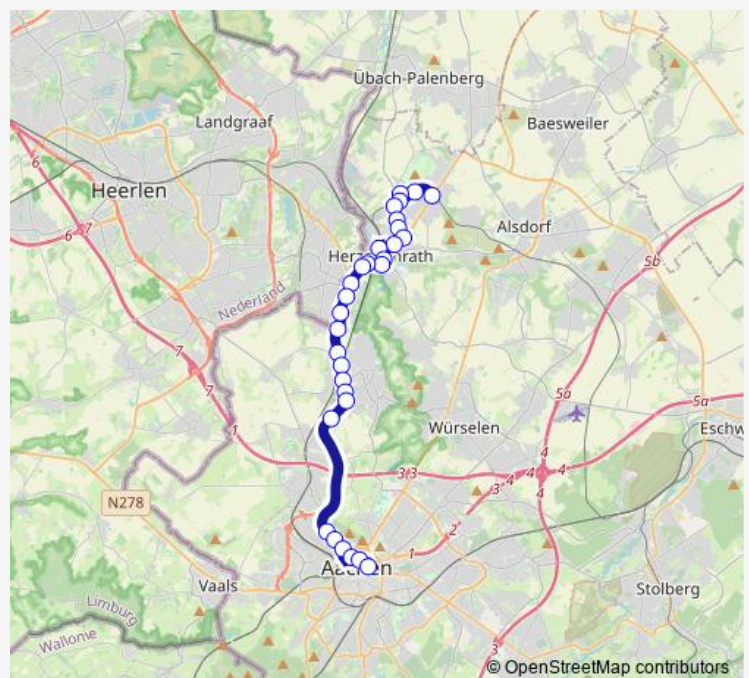 Übach-Palenberg
Landgraaf
Baesweiler
6
Heerlen
Alsdorf
6 7
5b
Nederland
7
7
5a
5a
1
Würselen
Eschw
4
3 3
4
4
3
4
4
N278
2
1
Aachen
Vaals
Stolberg
Limburg
Wallonie
3
© OpenStreetMap contributors